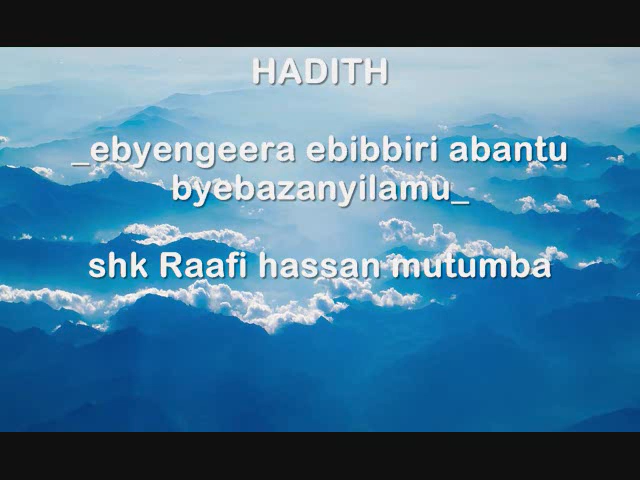 HADITH
_ebyengeera ebibbiri abantu
byebazanyilamu_
shk Raafi hassan mutumba